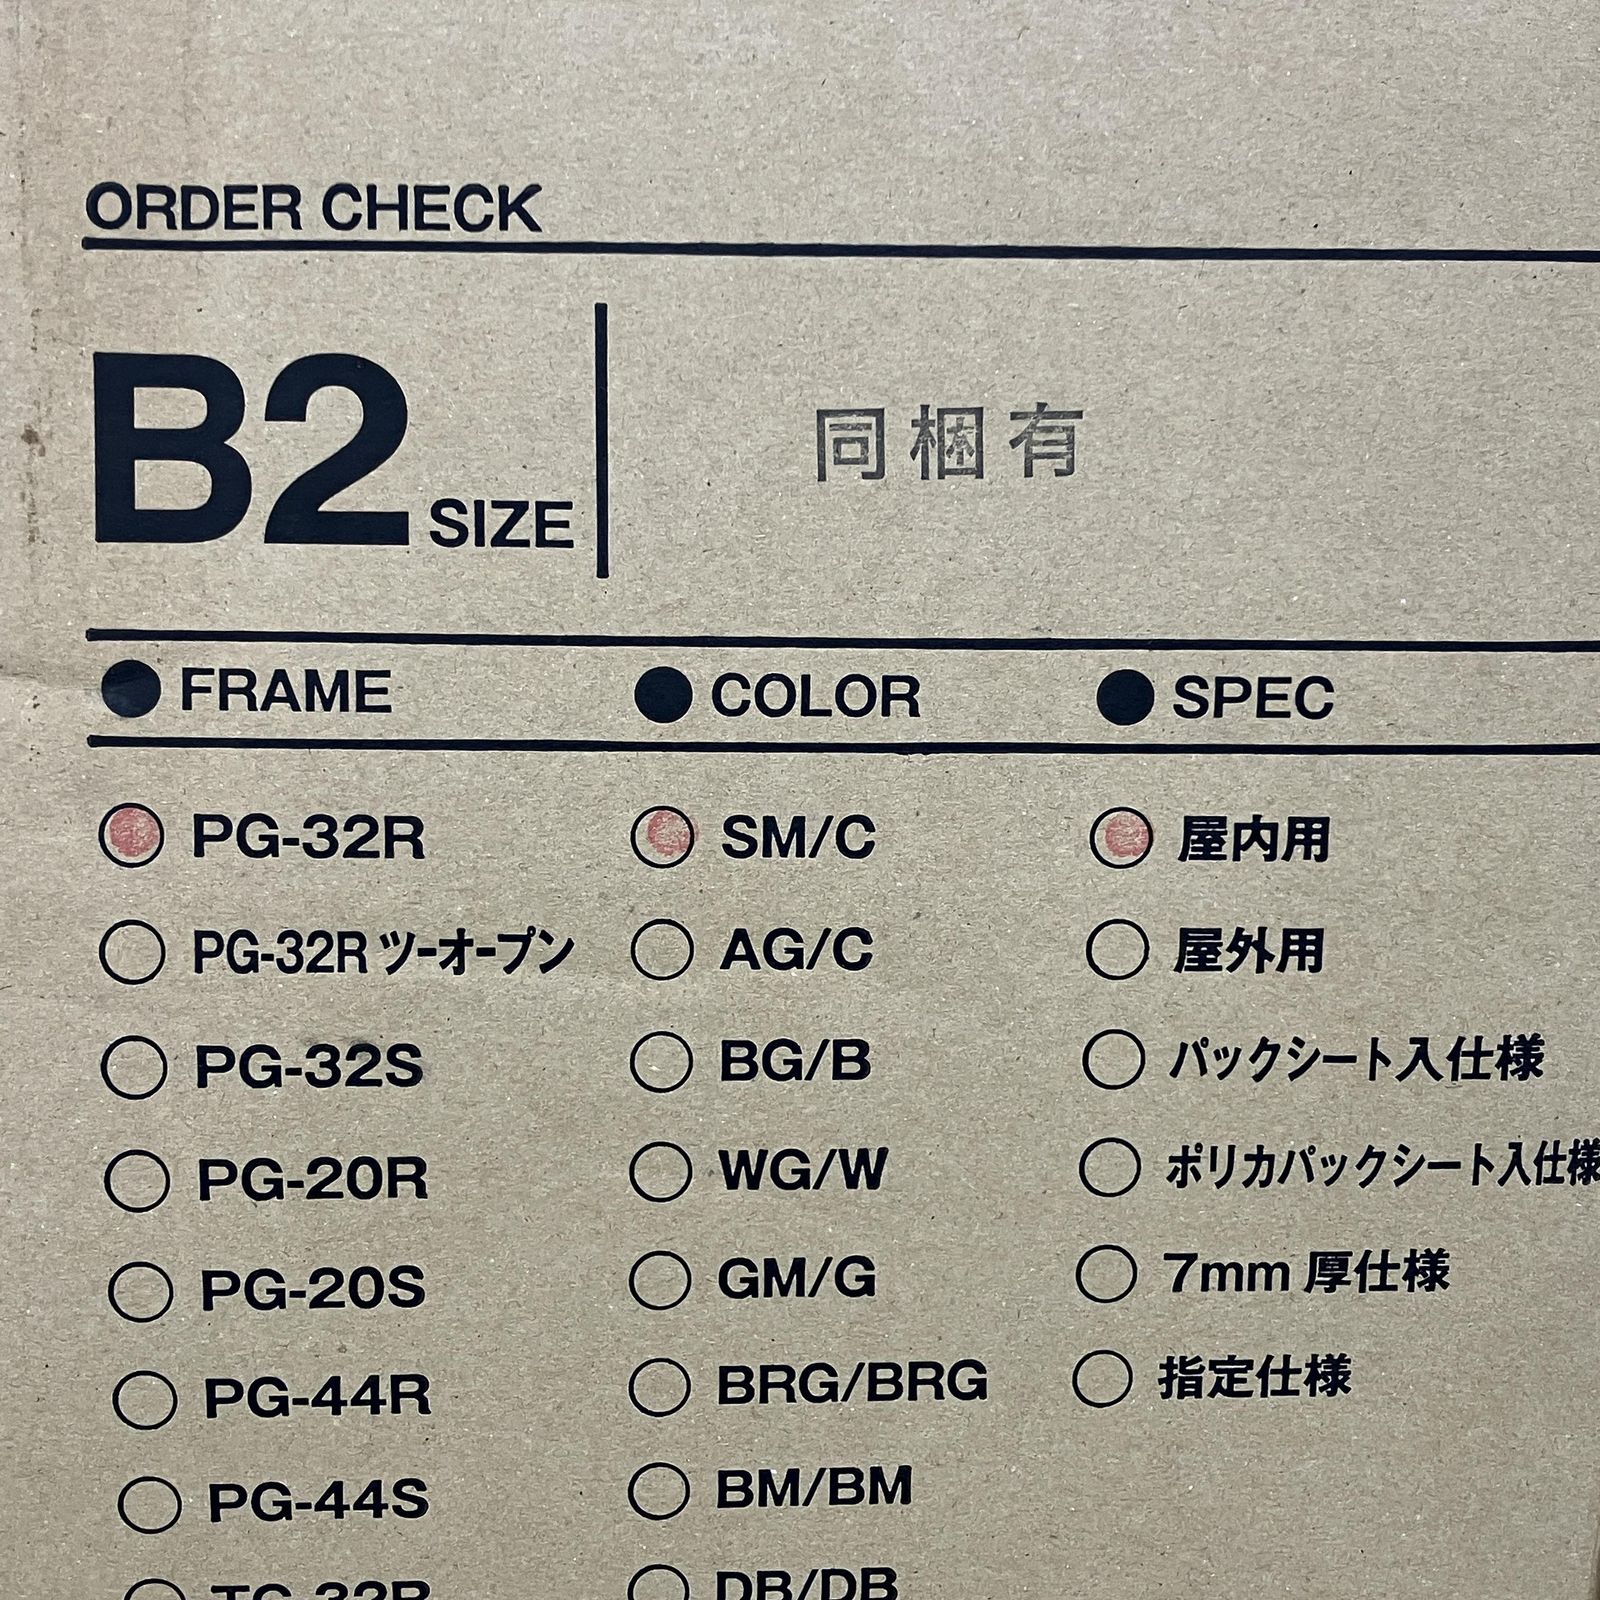 ORDER CHECK
B2 SIZE
同梱有
FRAME
COLOR
SPEC
PG-32R
SM/C
屋内用
PG-32R ツーオープン
AG/C
屋外用
PG-32S
BG/B
パックシート入仕様
PG-20R
WG/W
ポリカパックシート入仕様
PG-20S
GM/G
7mm 厚仕様
PG-44R
BRG/BRG
指定仕様
PG-44S
BM/BM
TG-32R
DB/DB